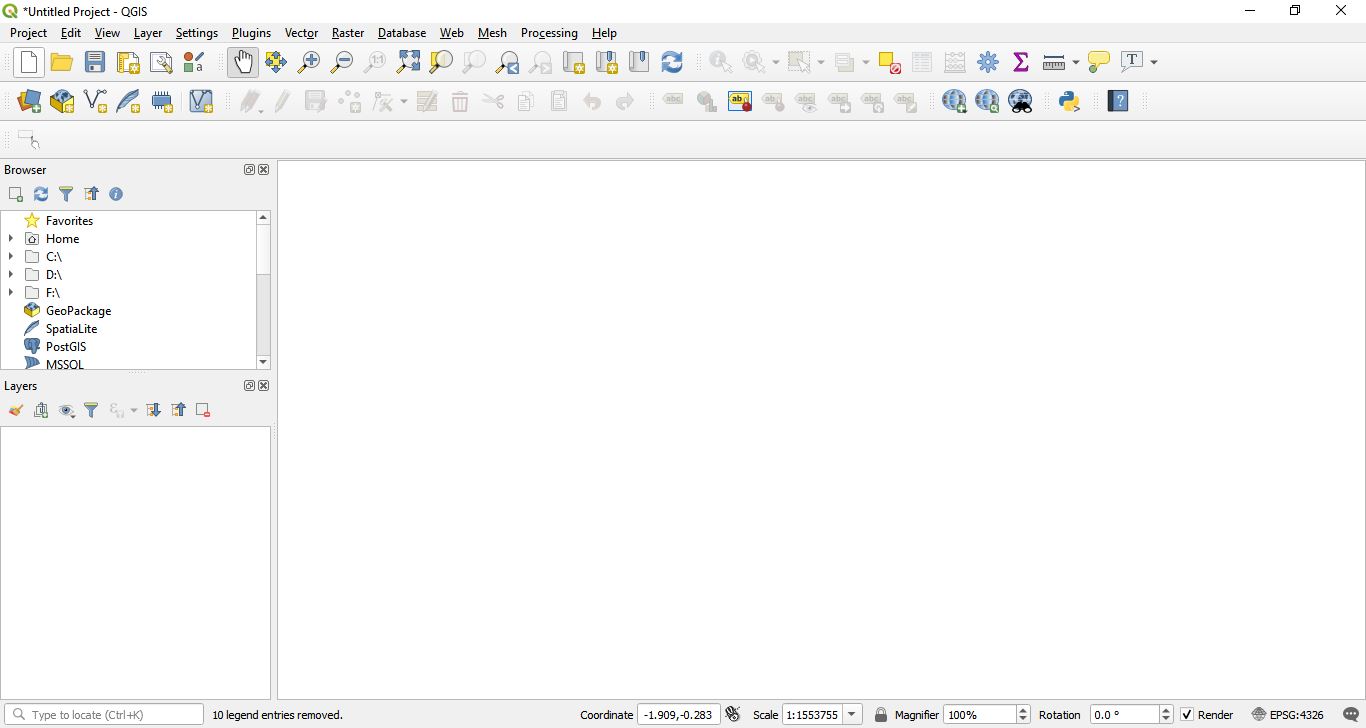 *Untitled Project - QGIS
Project Edit View Layer Settings Plugins Vector Raster Database Web Mesh Processing Help
Browser
Favorites
Home
C:\
D:\
F:\
GeoPackage
SpatiaLite
PostGIS
MSSQL
Layers
Type to locate (Ctrl+K) 10 legend entries removed. Coordinate -1.909,-0.283 Scale 1:1553755 Magnifier 100% Rotation 0.0 ° Render EPSG:4326